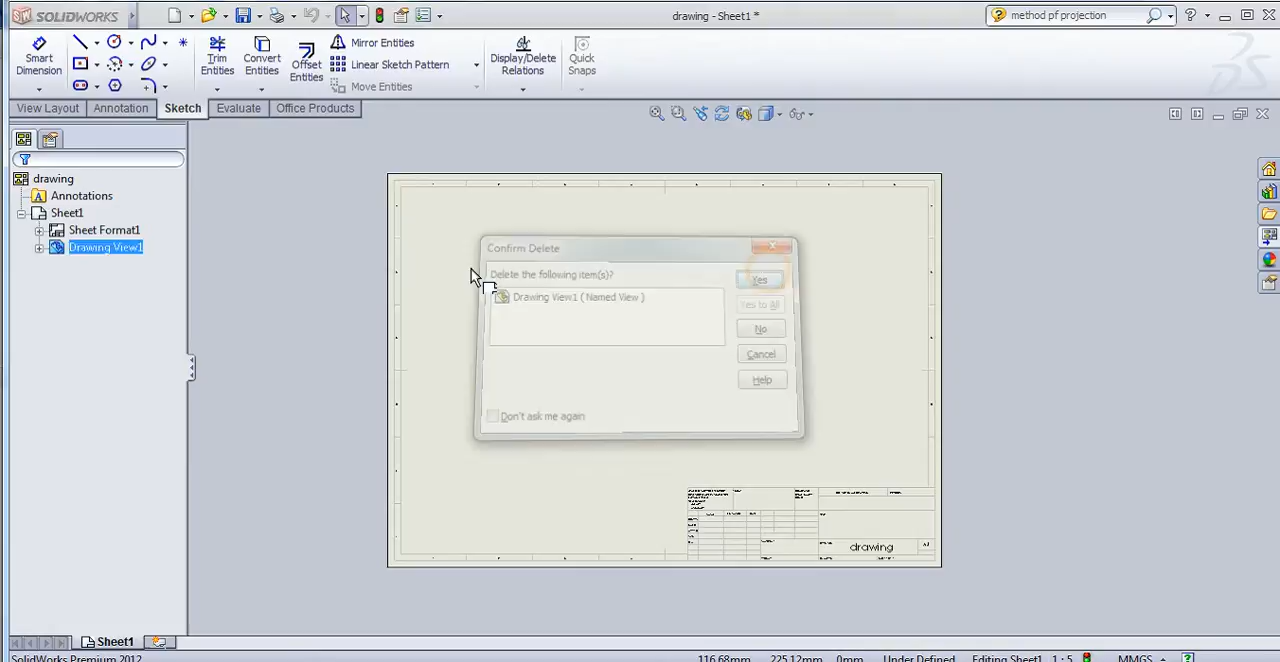 SOLIDWORKS
drawing - Sheet1 *
method pf projection
Smart
Dimension
Trim
Entities
Convert
Entities
Offset
Entities
Mirror Entities
Linear Sketch Pattern
Move Entities
Display/Delete
Relations
Quick
Snaps
View Layout
Annotation
Sketch
Evaluate
Office Products
drawing
Annotations
Sheet1
Sheet Format1
Drawing View1
Confirm Delete
Delete the following item(s)?
Drawing View1 ( Named View )
Yes
Yes to All
No
Cancel
Help
Don't ask me again
drawing
Sheet1
SolidWorks Premium 2012
116.68mm
225.12mm
0mm
Under Defined
Editing Sheet1
1 : 5
MMGS